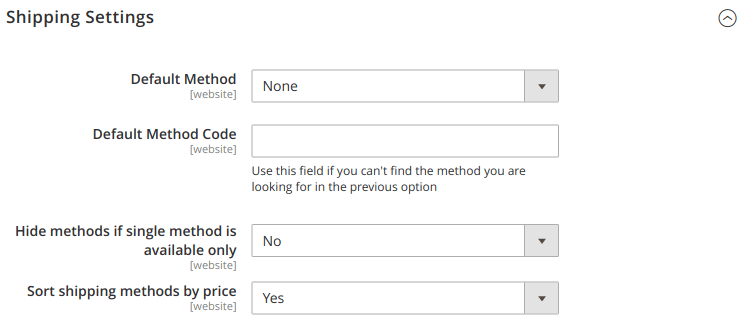 Shipping Settings
Default Method
[website]
None
Default Method Code
[website]
Use this field if you can't find the method you are
looking for in the previous option
Hide methods if single method is
available only
[website]
No
Sort shipping methods by price
[website]
Yes